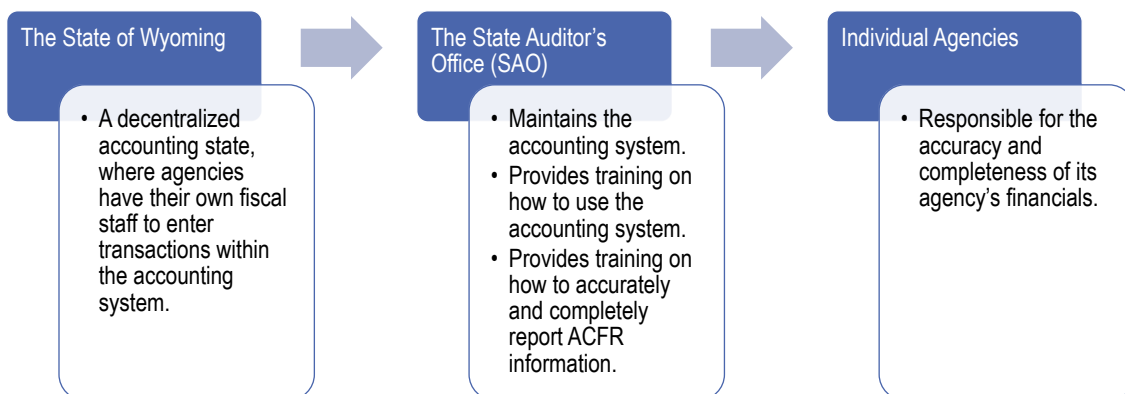 The State of Wyoming
• A decentralized
accounting state,
where agencies
have their own fiscal
staff to enter
transactions within
the accounting
system.
The State Auditor's
Office (SAO)
• Maintains the
accounting system.
• Provides training on
how to use the
accounting system.
• Provides training on
how to accurately
and completely
report ACFR
information.
Individual Agencies
• Responsible for the
accuracy and
completeness of its
agency's financials.